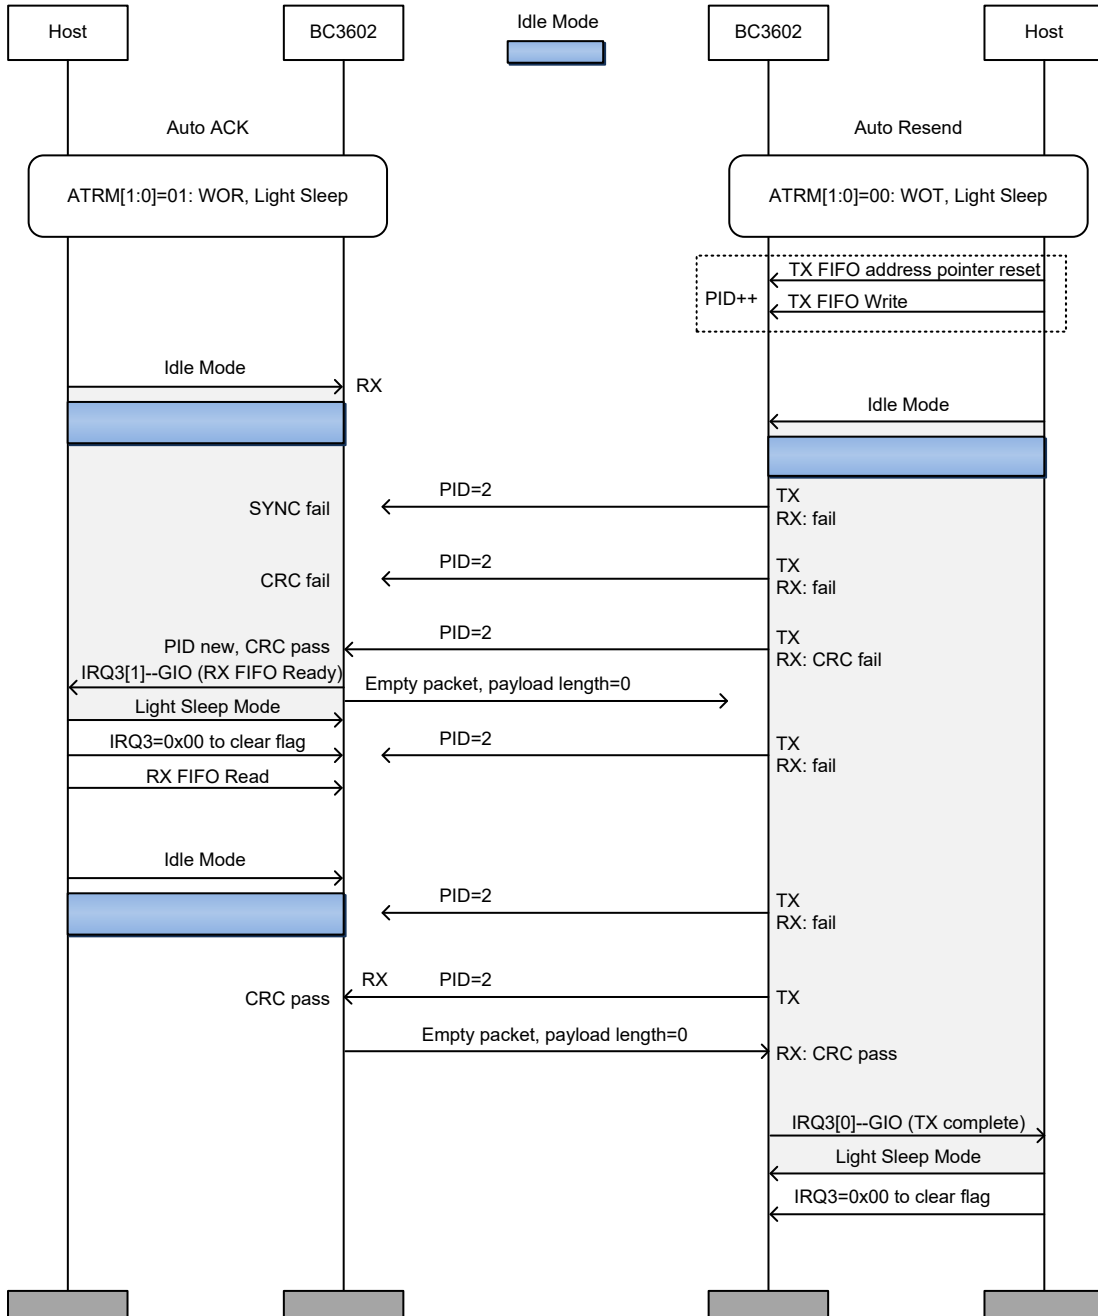 Host
BC3602
Idle Mode
BC3602
Host
Auto ACK
Auto Resend
ATRM[1:0]=01: WOR, Light Sleep
ATRM[1:0]=00: WOT, Light Sleep
TX FIFO address pointer reset
PID++
TX FIFO Write
Idle Mode
RX
Idle Mode
PID=2
TX
SYNC fail
RX: fail
PID=2
TX
CRC fail
RX: fail
PID=2
TX
PID new, CRC pass
RX: CRC fail
IRQ3[1]--GIO (RX FIFO Ready)
Empty packet, payload length=0
Light Sleep Mode
IRQ3=0x00 to clear flag
PID=2
TX
RX: fail
RX FIFO Read
Idle Mode
PID=2
TX
RX: fail
RX
PID=2
CRC pass
TX
Empty packet, payload length=0
RX: CRC pass
IRQ3[0]--GIO (TX complete)
Light Sleep Mode
IRQ3=0x00 to clear flag